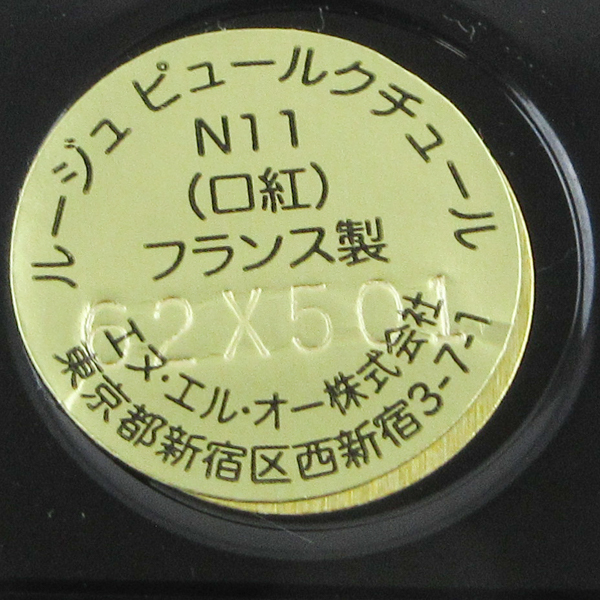 ルージュ ピュールクチュール
N11
(口紅)
フランス製
62X501
エヌ・エル・オー株式会社
東京都新宿区西新宿3-7-1